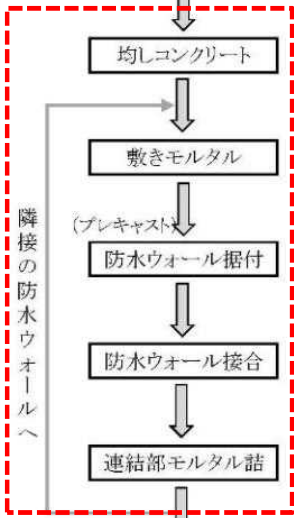 均しコンクリート
敷きモルタル
(プレキャスト)
防水ウォール据付
防水ウォール接合
連結部モルタル詰
隣接の防水ウォールへ